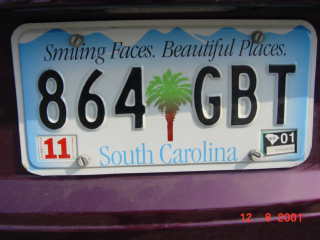 Smiling Faces. Beautiful Places.
864 GBT
11 01
South Carolina
12 8 2001